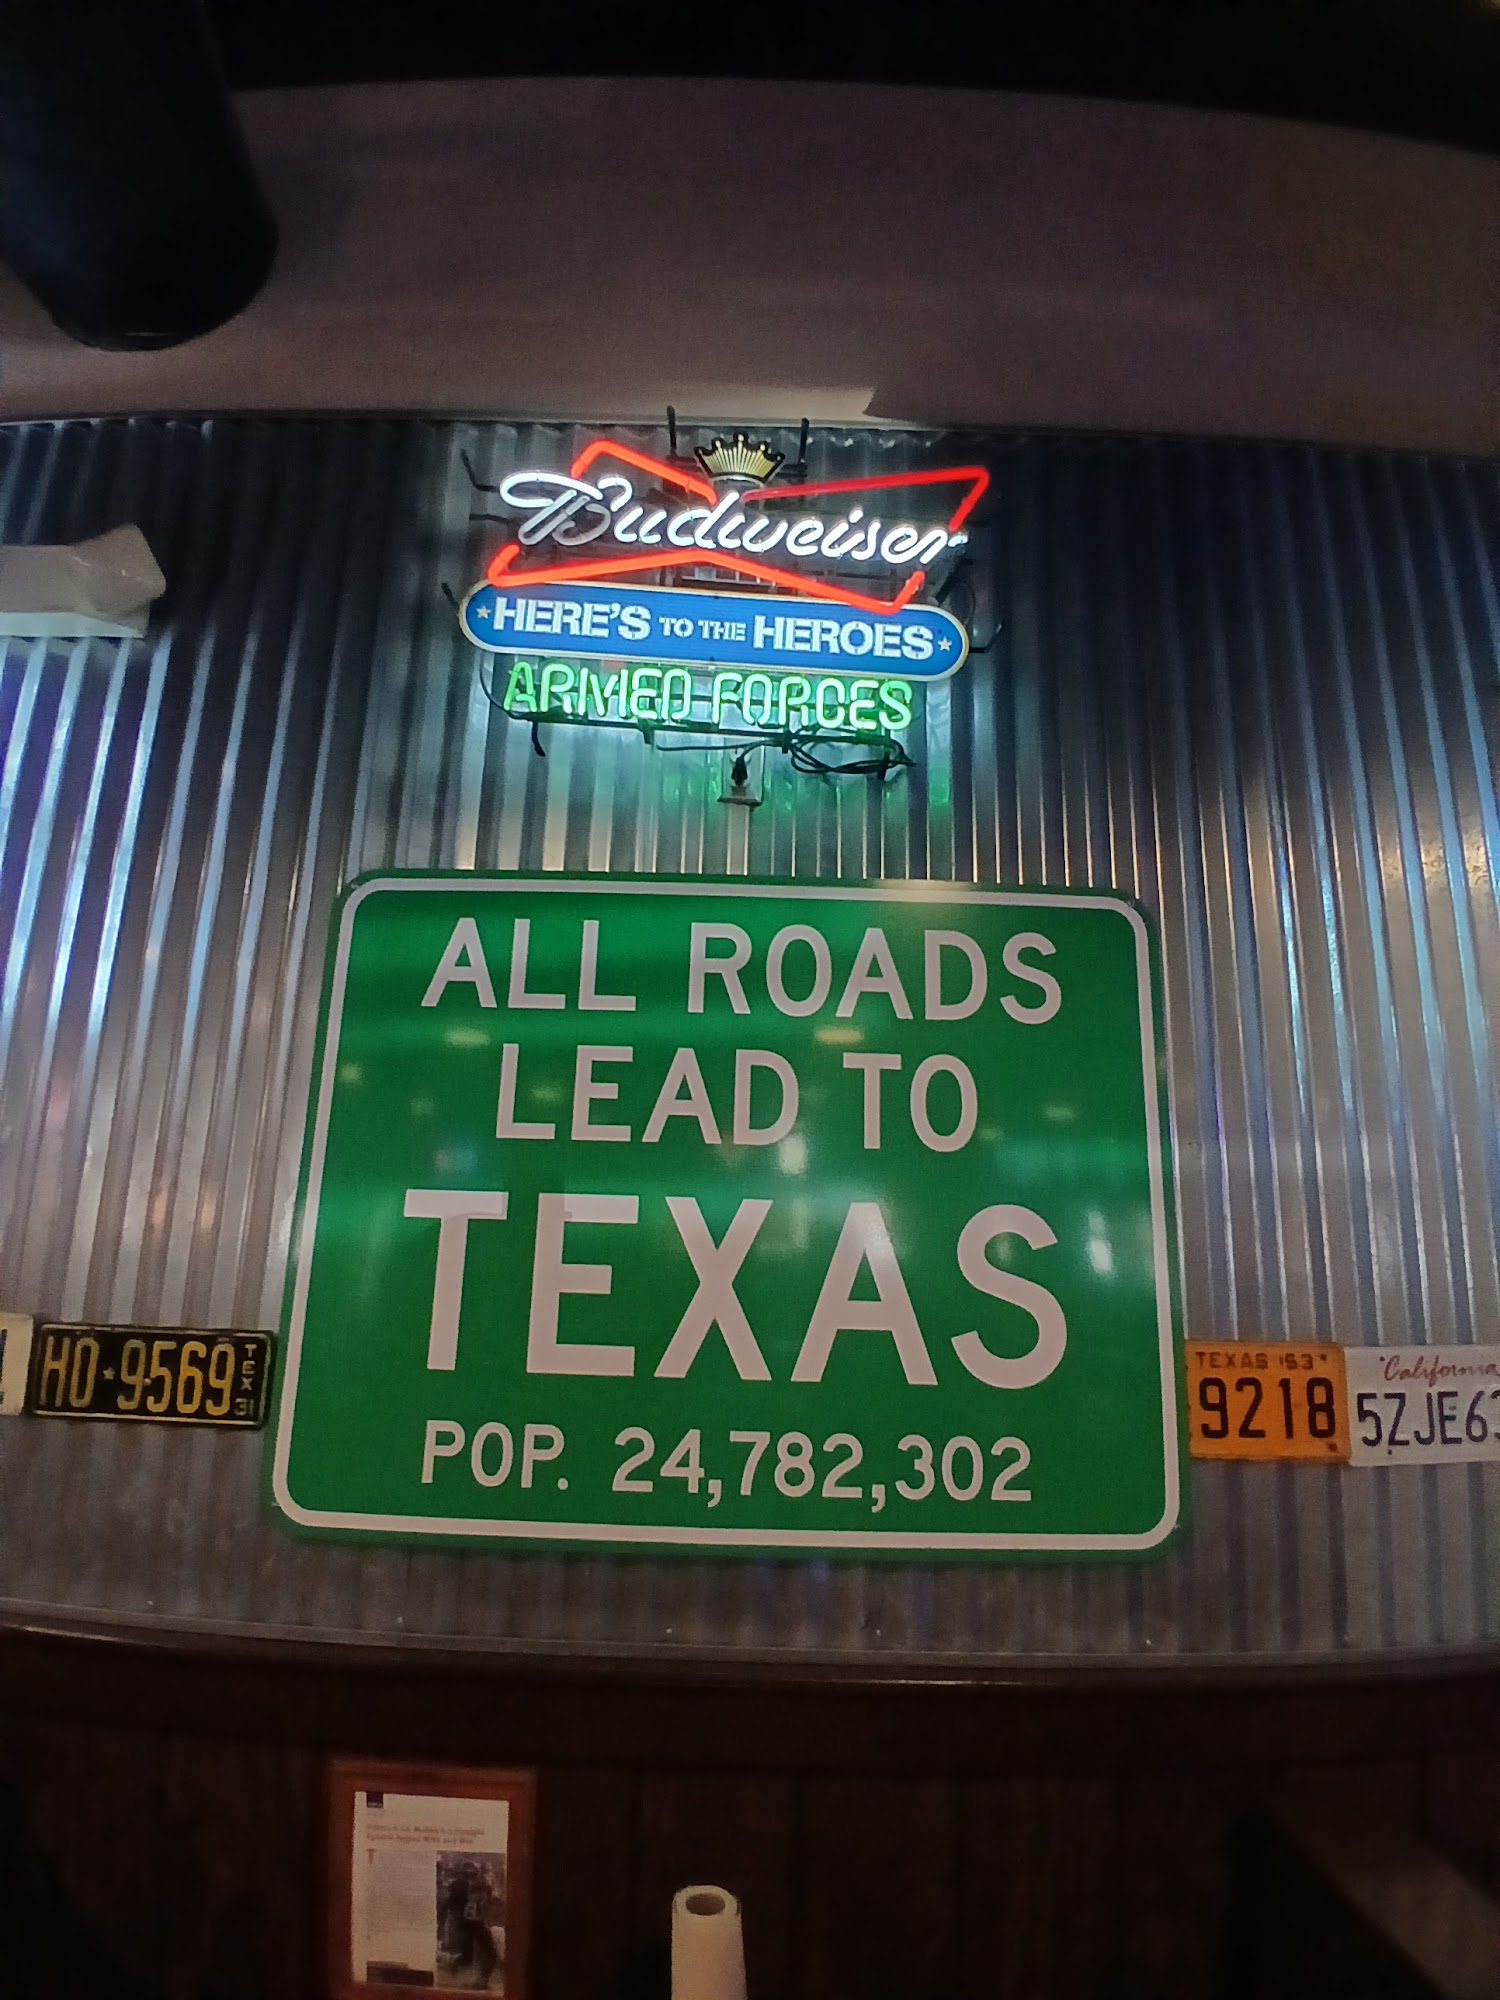 Budweiser
HERE'S TO THE HEROES
ARMED FORCES
ALL ROADS
LEAD TO
TEXAS
POP. 24,782,302
HO 9569
TEX
31
TEXAS 53
9218
California
5ZJE6